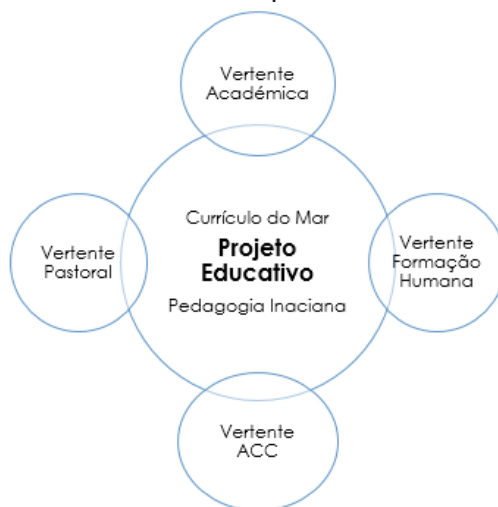 Vertente
Académica
Currículo do Mar
Projeto
Educativo
Pedagogia Inaciana
Vertente
Pastoral
Vertente
Formação
Humana
Vertente
ACC